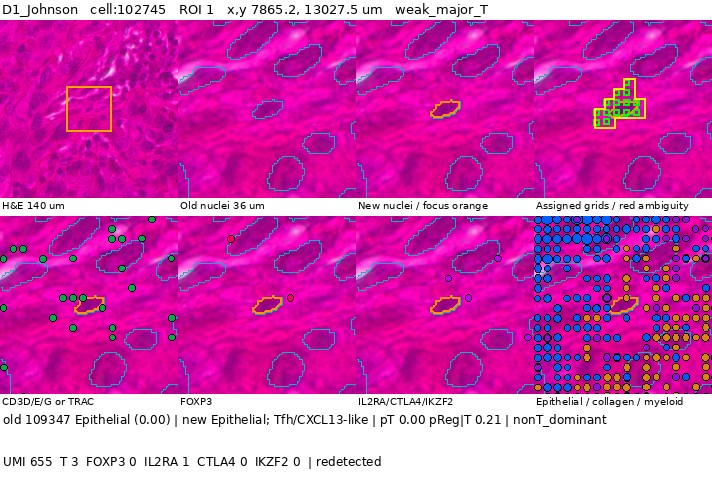 D1_Johnson cell:102745 ROI 1 x,y 7865.2, 13027.5 um weak_major_T
H&E 140 um
Old nuclei 36 um
New nuclei / focus orange
Assigned grids / red ambiguity
CD3D/E/G or TRAC
FOXP3
IL2RA/CTLA4/IKZF2
Epithelial / collagen / myeloid
old 109347 Epithelial (0.00) | new Epithelial; Tfh/CXCL13-like | pT 0.00 pReg|T 0.21 | nonT_dominant
UMI 655 T 3 FOXP3 0 IL2RA 1 CTLA4 0 IKZF2 0 | redetected